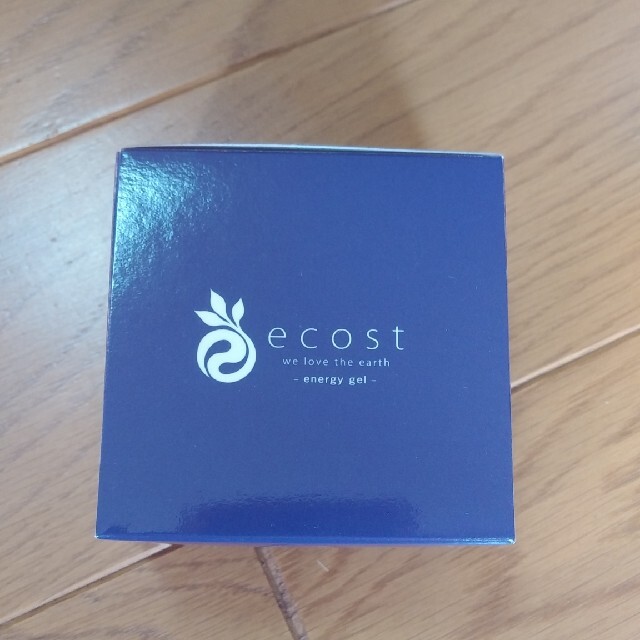 ecost
we love the earth
- energy gel -